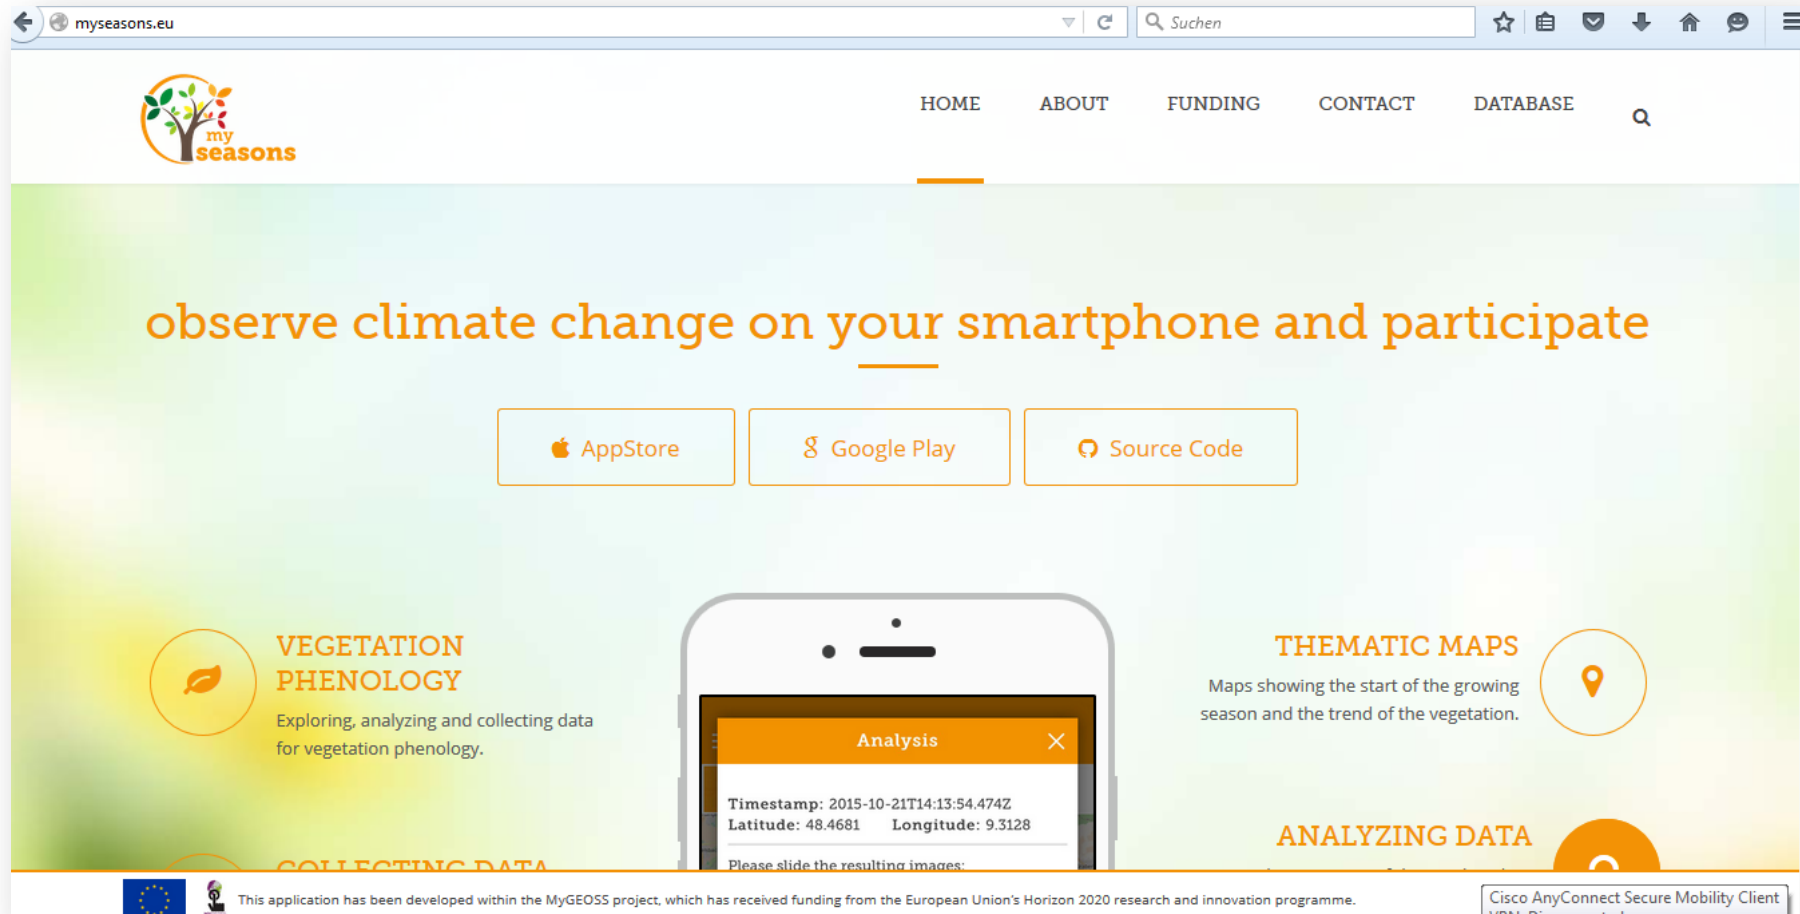 myseasons.eu
Suchen
my
seasons
HOME ABOUT FUNDING CONTACT DATABASE
observe climate change on your smartphone and participate
AppStore
Google Play
Source Code
VEGETATION
PHENOLOGY
Exploring, analyzing and collecting data
for vegetation phenology.
COLLECTING DATA
Analysis
Timestamp: 2015-10-21T14:13:54.474Z
Latitude: 48.4681 Longitude: 9.3128
Please slide the resulting images:
THEMATIC MAPS
Maps showing the start of the growing
season and the trend of the vegetation.
ANALYZING DATA
This application has been developed within the MyGEOSS project, which has received funding from the European Union's Horizon 2020 research and innovation programme.
Cisco AnyConnect Secure Mobility Client